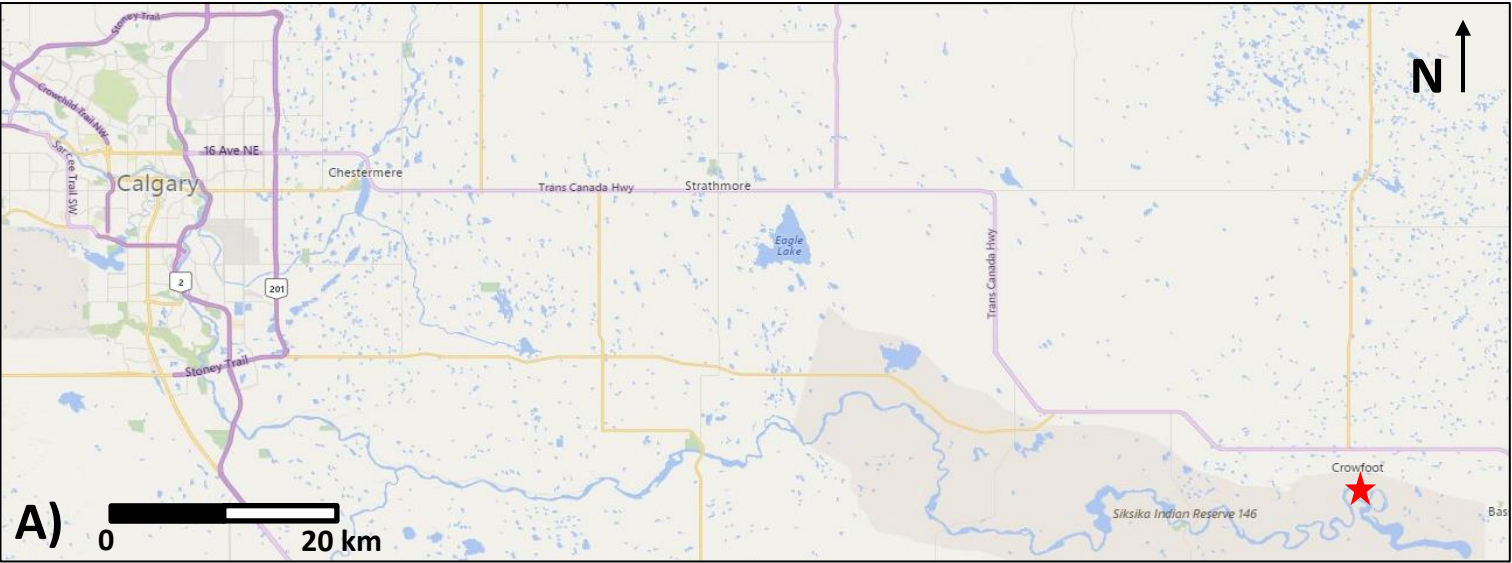 Stoney Trail
N
Crowchild Trail NW
16 Ave NE
Sarcee Trail SW
Calgary
Chestermere
Trans Canada Hwy
Strathmore
Eagle
Lake
Trans Canada Hwy
2
201
Stoney Trail
Crowfoot
Siksika Indian Reserve 146
Bas
A)
0
20 km